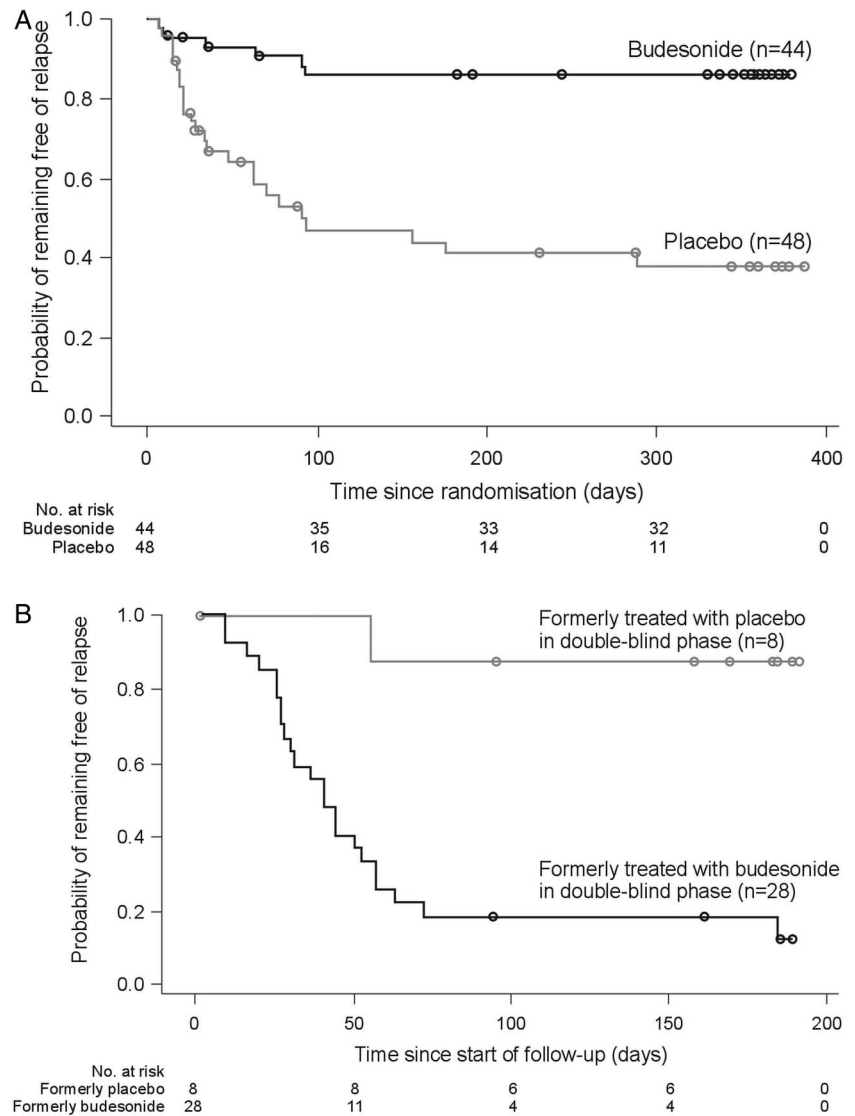 A
Probability of remaining free of relapse
1.0
0.8
0.6
0.4
0.2
0.0
Budesonide (n=44)
Placebo (n=48)
0 100 200 300 400
Time since randomisation (days)
No. at risk
Budesonide 44 35 33 32 0
Placebo 48 16 14 11 0
B
Probability of remaining free of relapse
1.0
0.8
0.6
0.4
0.2
0.0
Formerly treated with placebo
in double-blind phase (n=8)
Formerly treated with budesonide
in double-blind phase (n=28)
0 50 100 150 200
Time since start of follow-up (days)
No. at risk
Formerly placebo 8 8 6 6 0
Formerly budesonide 28 11 4 4 0